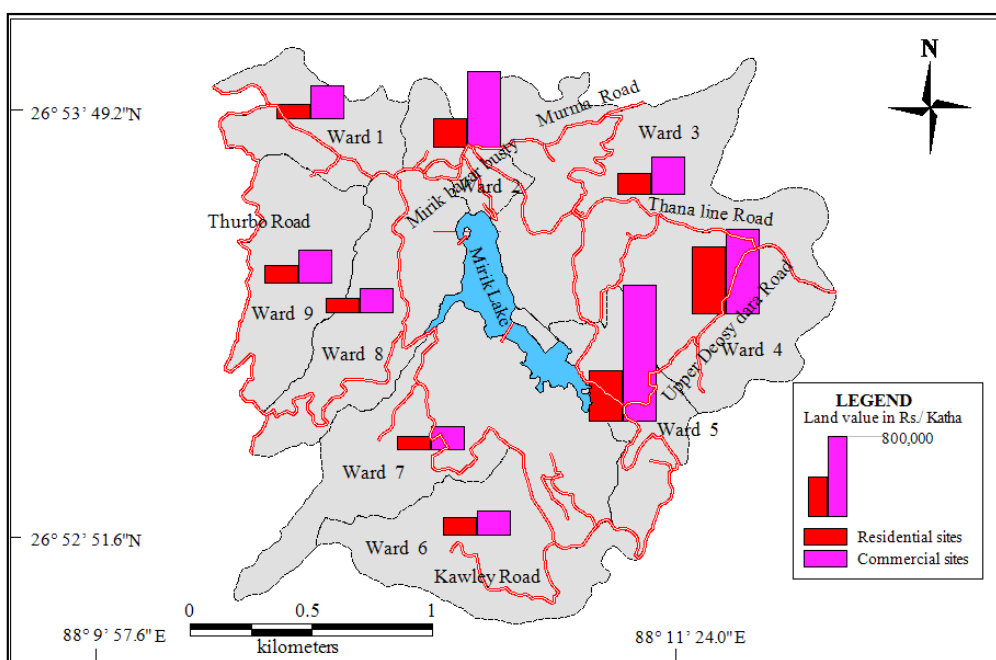 N
26° 53’ 49.2"N
Murma Road
Ward 1
Ward 3
Mirik bazar busty
Ward 2
Thurbo Road
Thana line Road
Mirik Lake
Ward 9
Upper Deosy dara Road
Ward 8
Ward 4
LEGEND
Land value in Rs./ Katha
800,000
Residential sites
Commercial sites
Ward 5
Ward 7
26° 52’ 51.6"N
Ward 6
Kawley Road
0 0.5 1
kilometers
88° 9’ 57.6" E
88° 11’ 24.0"E